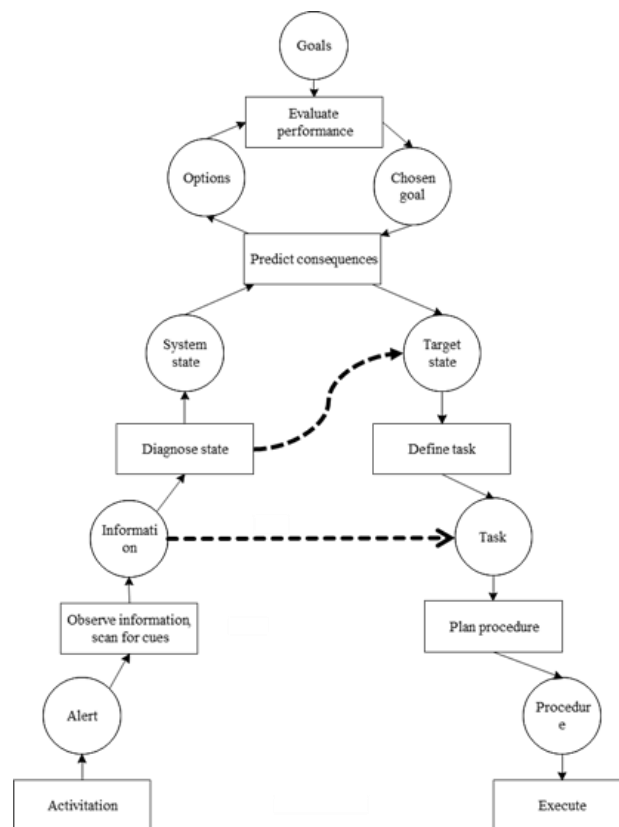 Goals
Evaluate
performance
Options
Chosen
goal
Predict consequences
System
state
Target
state
Diagnose state
Define task
Informati
on
Task
Observe information,
scan for cues
Plan procedure
Alert
Procedur
e
Activitation
Execute